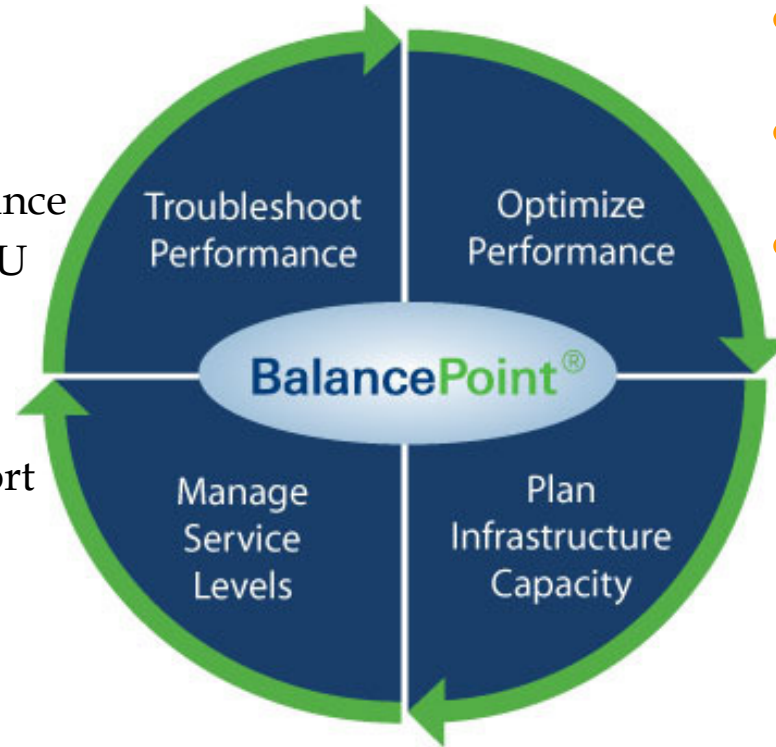 Troubleshoot
Performance
Optimize
Performance
BalancePoint®
Manage
Service
Levels
Plan
Infrastructure
Capacity